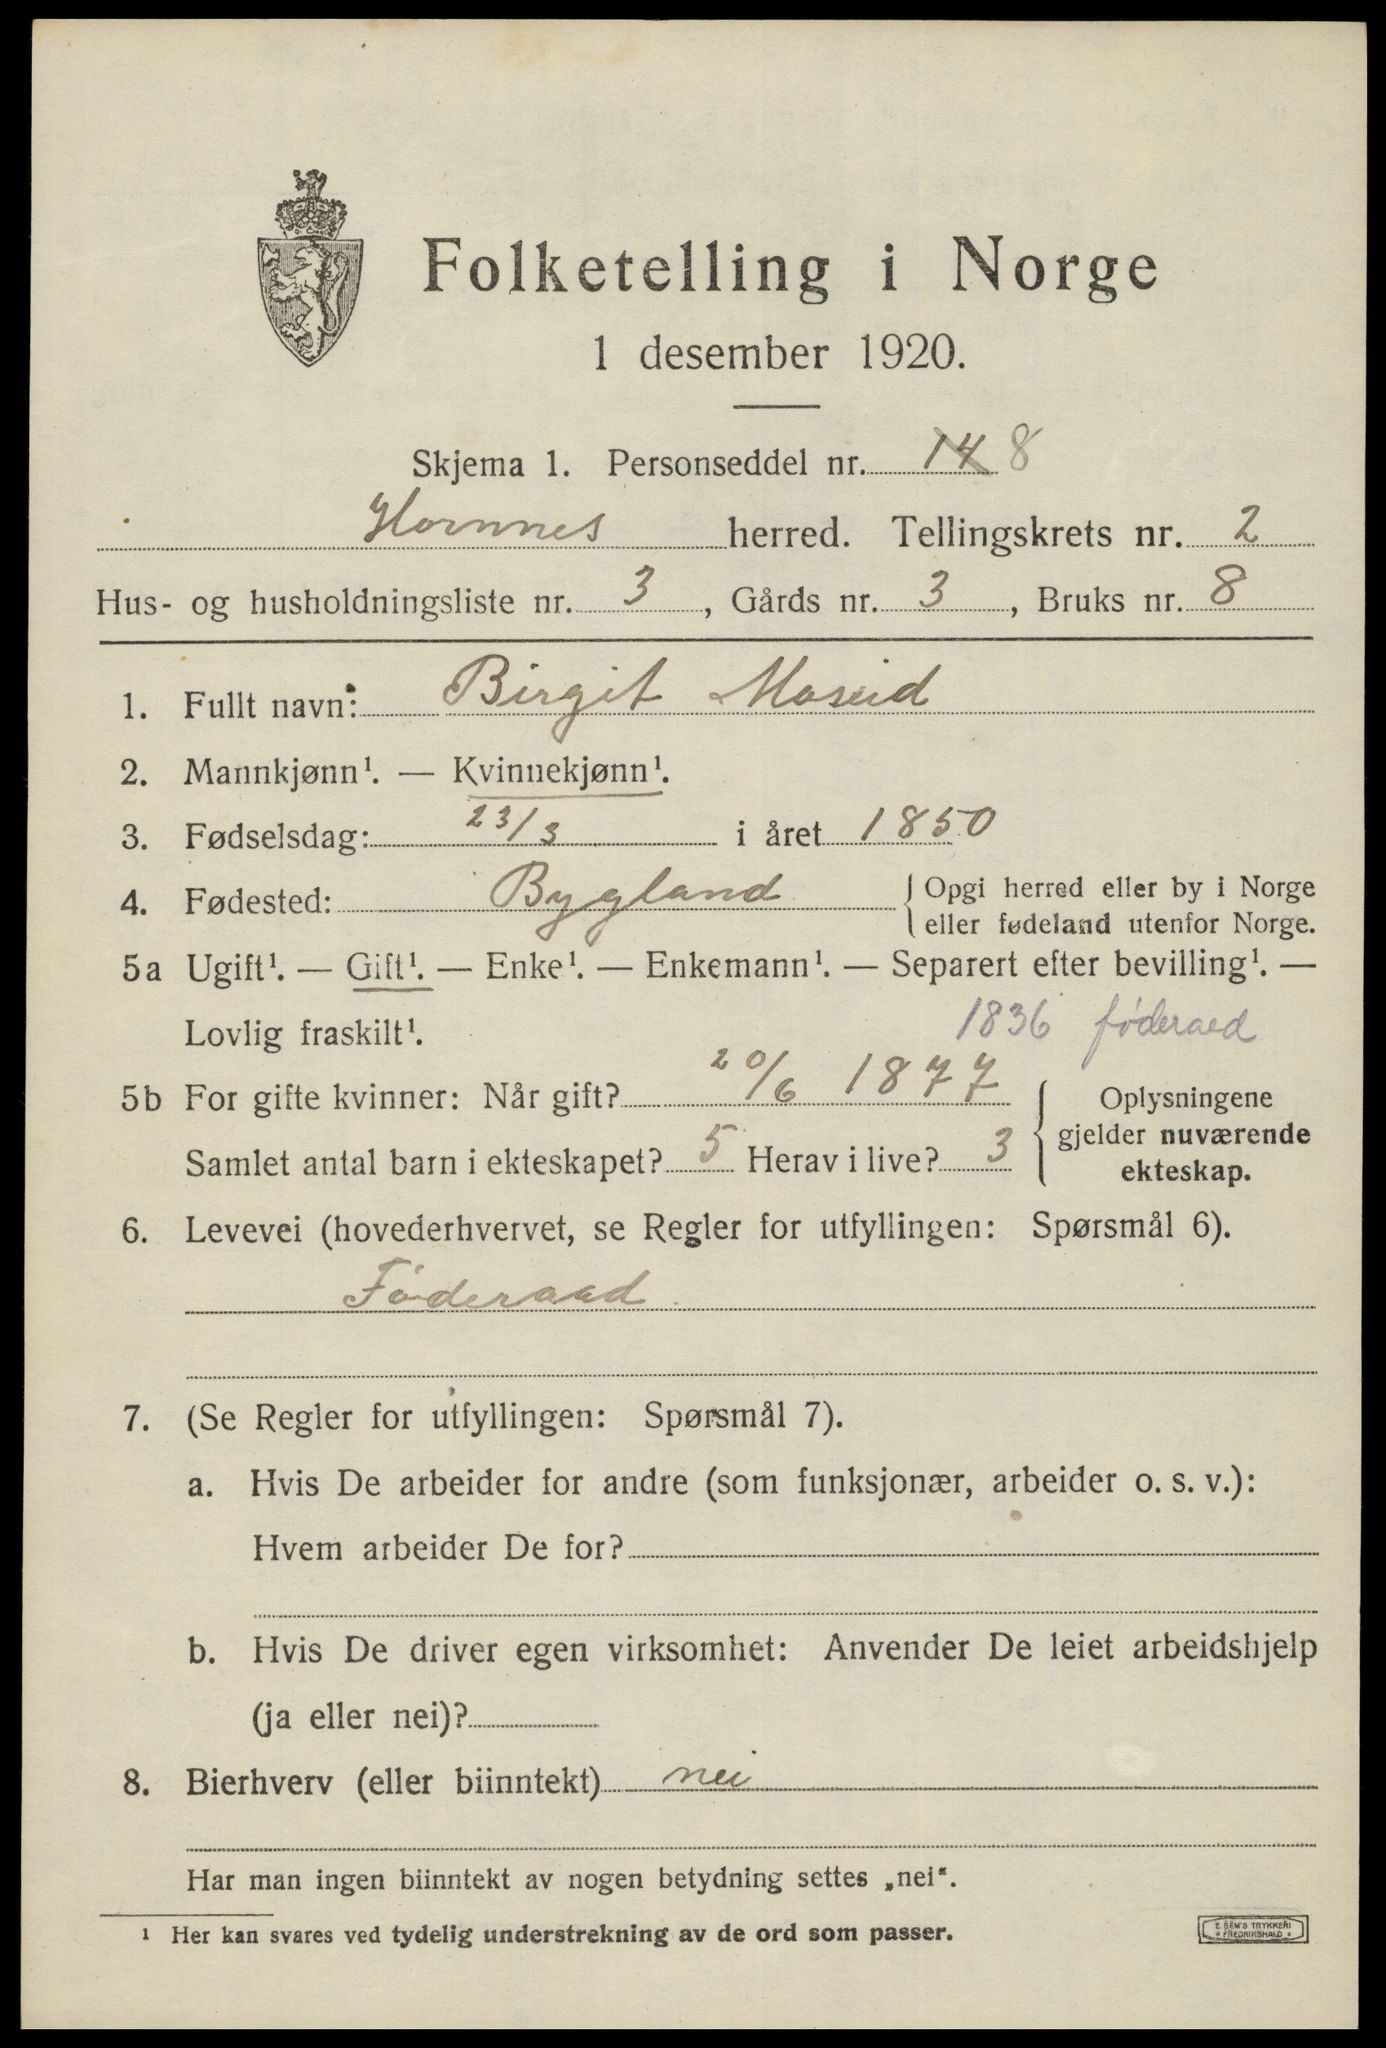 Folketelling i Norge
1 desember 1920.
Skjema 1. Personseddel nr. 14 8
Hornnes herred. Tellingskrets nr. 2
Hus- og husholdningsliste nr. 3, Gårds nr. 3, Bruks nr. 8
1. Fullt navn: Birgit Moseid
2. Mannkjønn¹. — Kvinnekjønn¹.
3. Fødselsdag: 23/3 i året 1850
4. Fødested: Bygland { Opgi herred eller by i Norge
eller fødeland utenfor Norge.
5a Ugift¹. — Gift¹. — Enke¹. — Enkemann¹. — Separert efter bevilling¹. —
Lovlig fraskilt¹. 1836 føderaad
5b For gifte kvinner: Når gift? 20/6 1877
Samlet antal barn i ekteskapet? 5 Herav i live? 3
{ Oplysningene
gjelder nuværende
ekteskap.
6. Levevei (hovederhvervet, se Regler for utfyllingen: Spørsmål 6).
Føderaad
7. (Se Regler for utfyllingen: Spørsmål 7).
a. Hvis De arbeider for andre (som funksjonær, arbeider o. s. v.):
Hvem arbeider De for?
b. Hvis De driver egen virksomhet: Anvender De leiet arbeidshjelp
(ja eller nei)?
8. Bierhverv (eller biinntekt) nei
Har man ingen biinntekt av nogen betydning settes „nei“.
¹ Her kan svares ved tydelig understrekning av de ord som passer.
E. SEM'S TRYKKERI
* FREDRIKSHALD *